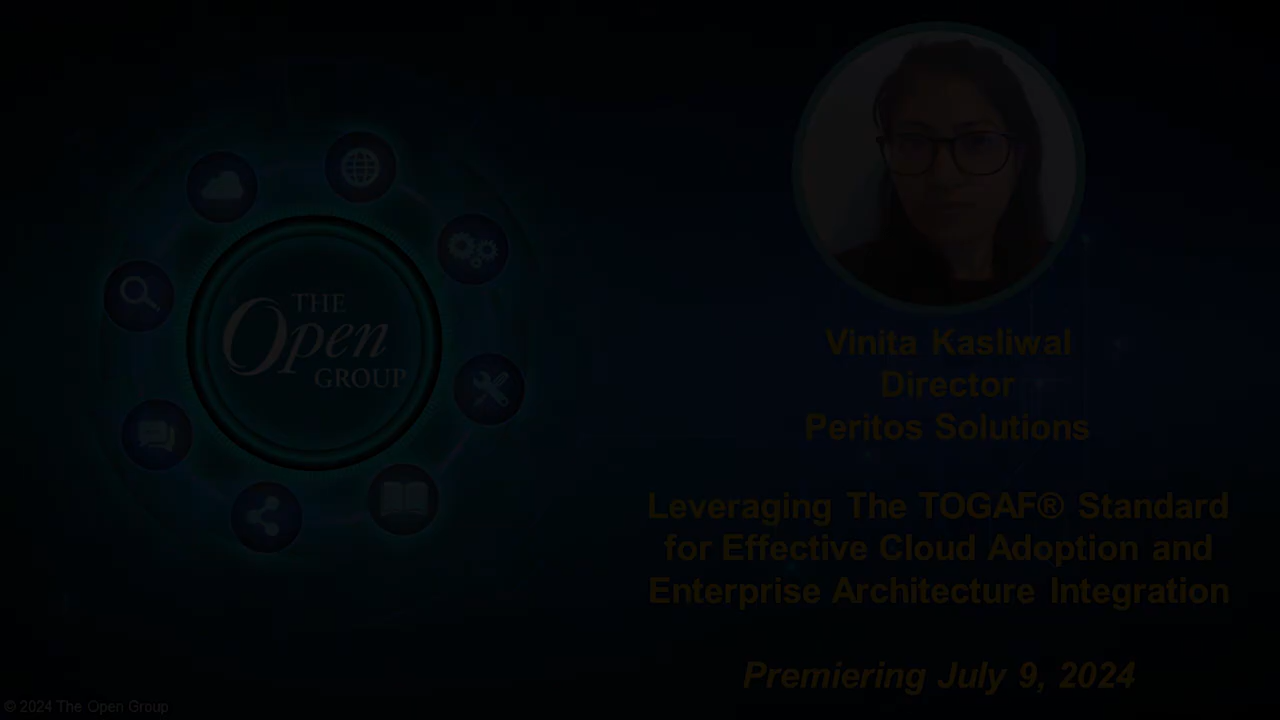 THE
Open
GROUP
Vinita Kasliwal
Director
Peritos Solutions
Leveraging The TOGAF® Standard
for Effective Cloud Adoption and
Enterprise Architecture Integration
Premiering July 9, 2024
© 2024 The Open Group